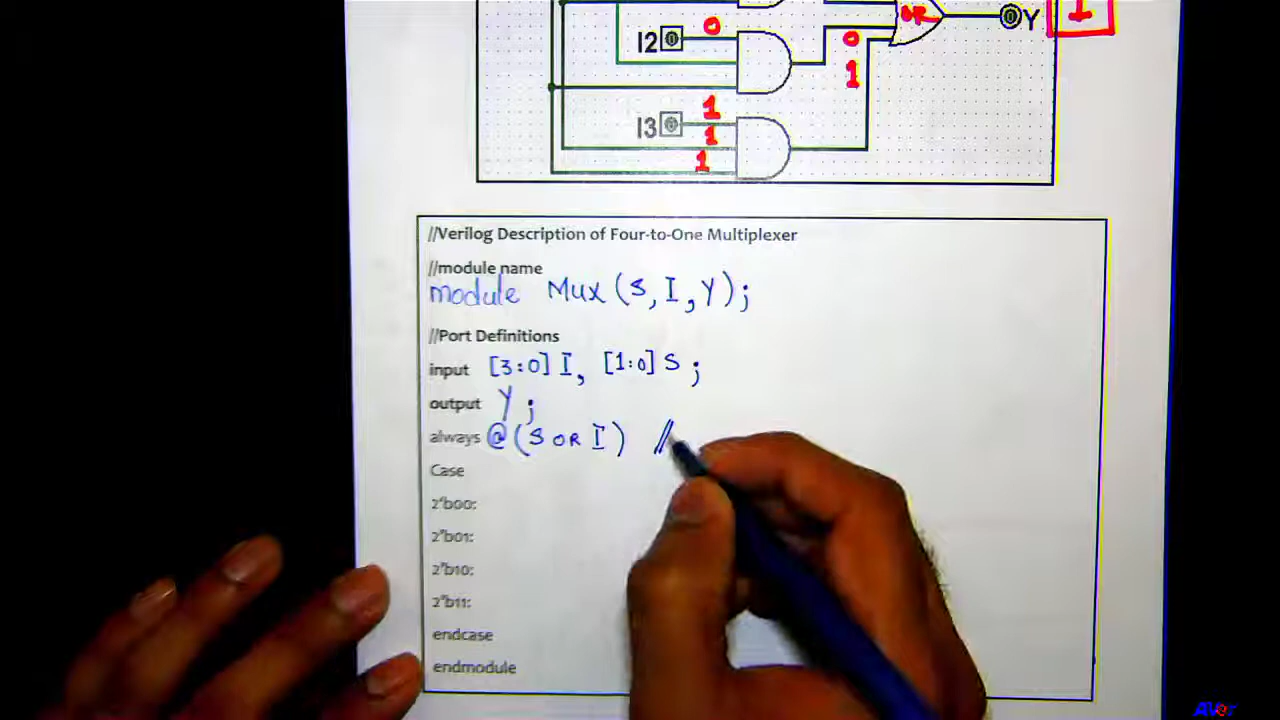 OR
1
Y
I2
0
0
1
1
I3
1
1
//Verilog Description of Four-to-One Multiplexer
//module name
module Mux (S, I, Y);
//Port Definitions
input [3:0] I, [1:0] S ;
output Y ;
always @ (S OR I) //
Case
2'b00:
2'b01:
2'b10:
2'b11:
endcase
endmodule
AVer